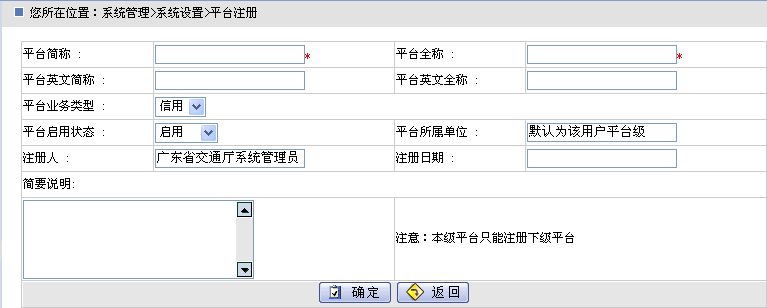 您所在位置：系统管理>系统设置>平台注册
平台简称 ： * 平台全称 ： *
平台英文简称 ： 平台英文全称 ：
平台业务类型 ： 信用
平台启用状态 ： 启用 平台所属单位 ： 默认为该用户平台级
注册人 ： 广东省交通厅系统管理员 注册日期 ：
简要说明:
注意：本级平台只能注册下级平台
确定 返回